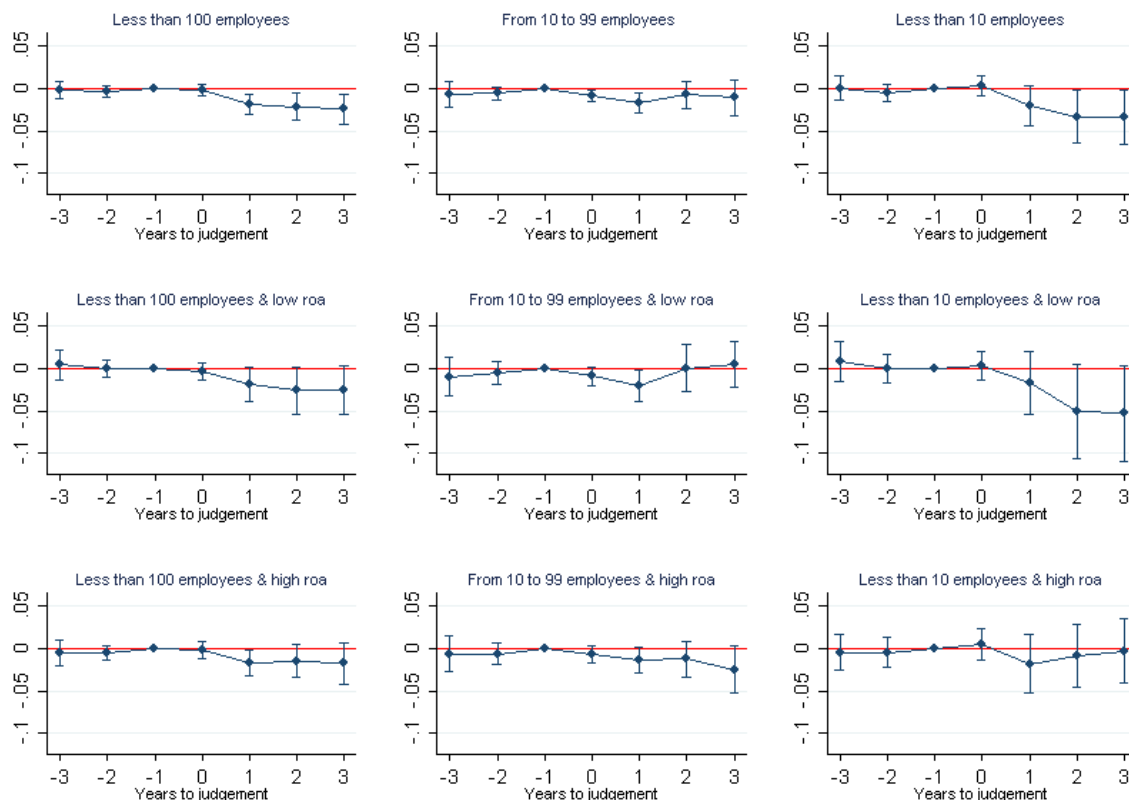 Less than 100 employees
.05
0
-.05
-.1
-3 -2 -1 0 1 2 3
Years to judgement
From 10 to 99 employees
.05
0
-.05
-.1
-3 -2 -1 0 1 2 3
Years to judgement
Less than 10 employees
.05
0
-.05
-.1
-3 -2 -1 0 1 2 3
Years to judgement
Less than 100 employees & low roa
.05
0
-.05
-.1
-3 -2 -1 0 1 2 3
Years to judgement
From 10 to 99 employees & low roa
.05
0
-.05
-.1
-3 -2 -1 0 1 2 3
Years to judgement
Less than 10 employees & low roa
.05
0
-.05
-.1
-3 -2 -1 0 1 2 3
Years to judgement
Less than 100 employees & high roa
.05
0
-.05
-.1
-3 -2 -1 0 1 2 3
Years to judgement
From 10 to 99 employees & high roa
.05
0
-.05
-.1
-3 -2 -1 0 1 2 3
Years to judgement
Less than 10 employees & high roa
.05
0
-.05
-.1
-3 -2 -1 0 1 2 3
Years to judgement